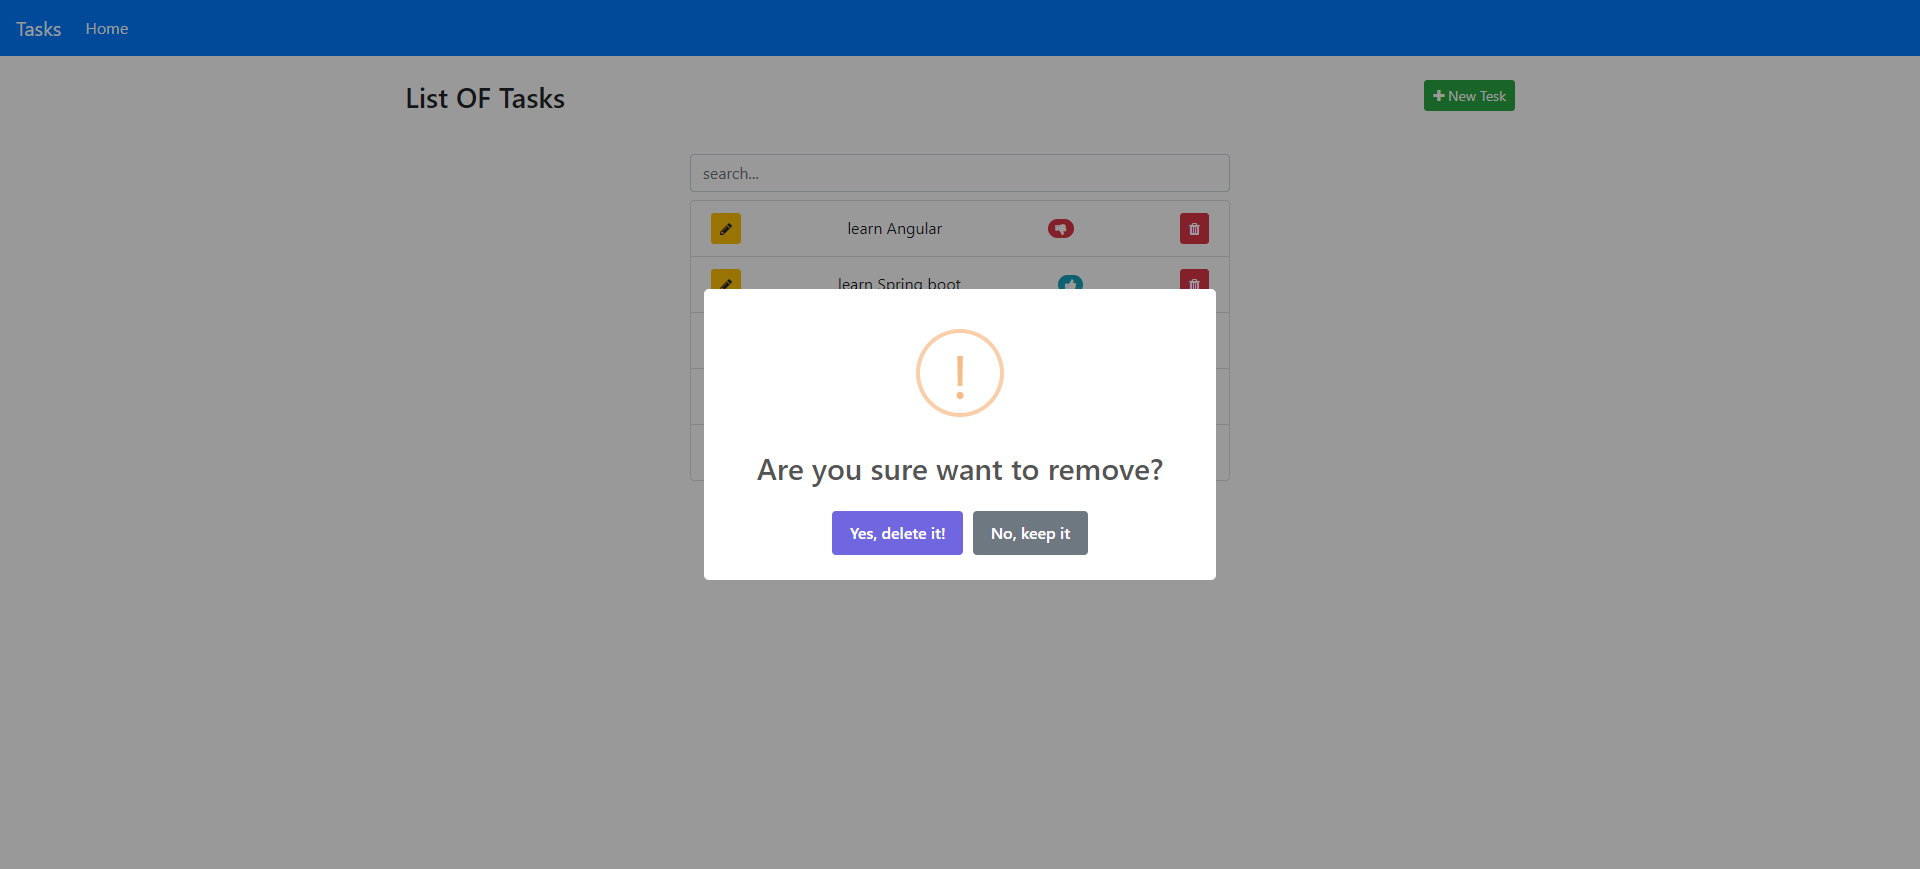 Tasks Home
List OF Tasks
New Tesk
search...
learn Angular
learn Spring boot
!
Are you sure want to remove?
Yes, delete it! No, keep it